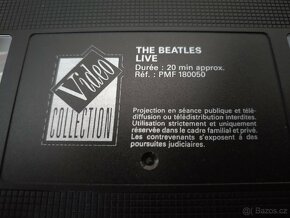 Video
COLLECTION
THE BEATLES
LIVE
Durée : 20 min approx.
Réf. : PMF 180050
Projection en séance publique et télé-
diffusion ou télédistribution interdites.
Utilisation strictement et uniquement
réservée dans le cadre familial et privé.
Les contrevenants s'exposent à des
poursuites judiciaires.
Bazos.cz